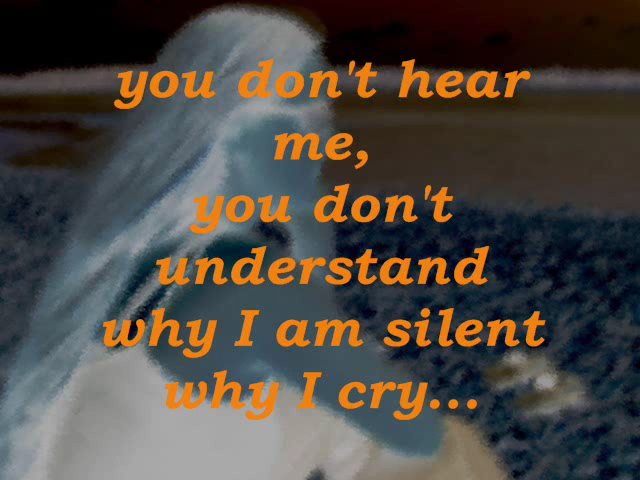 you don't hear
me,
you don't
understand
why I am silent
why I cry...